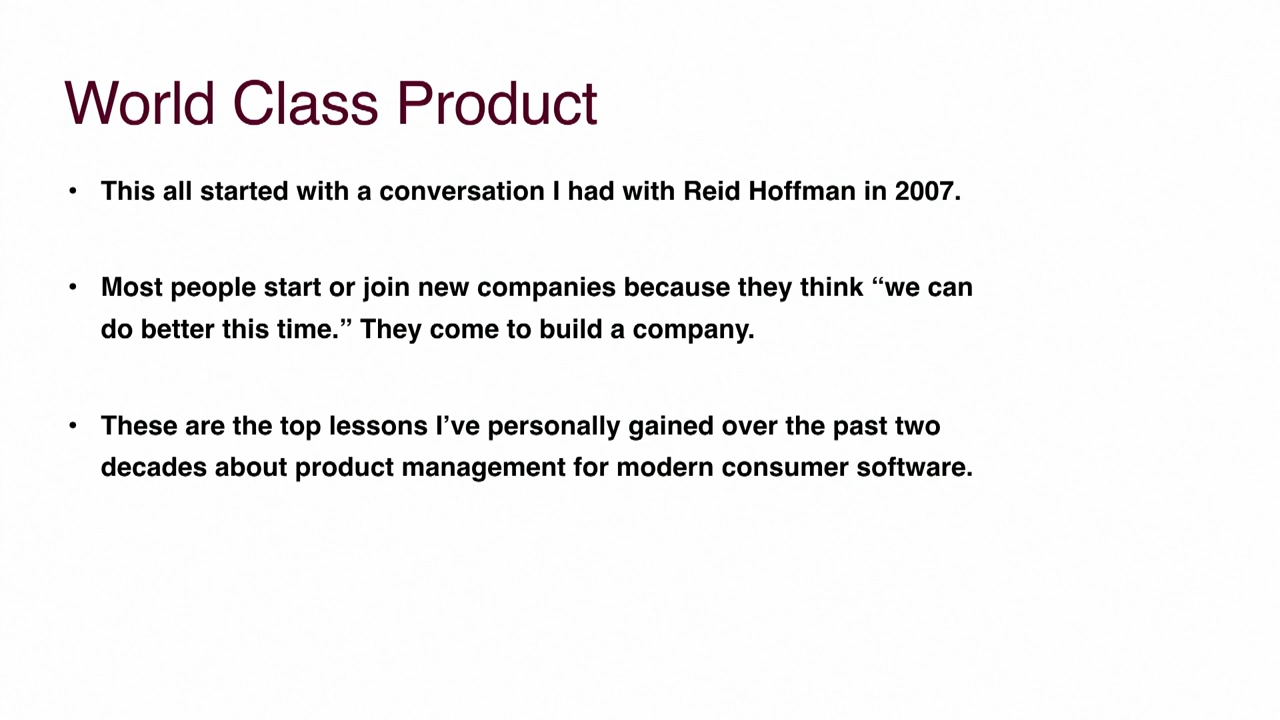 World Class Product
• This all started with a conversation I had with Reid Hoffman in 2007.
• Most people start or join new companies because they think “we can
do better this time.” They come to build a company.
• These are the top lessons I’ve personally gained over the past two
decades about product management for modern consumer software.